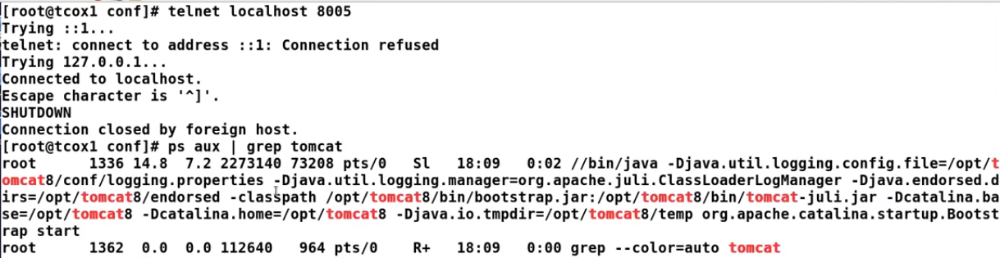 [root@tcox1 conf]# telnet localhost 8005
Trying ::1...
telnet: connect to address ::1: Connection refused
Trying 127.0.0.1...
Connected to localhost.
Escape character is '^]'.
SHUTDOWN
Connection closed by foreign host.
[root@tcox1 conf]# ps aux | grep tomcat
root      1336 14.8  7.2 2273140 73208 pts/0   Sl   18:09   0:02 //bin/java -Djava.util.logging.config.file=/opt/t
omcat8/conf/logging.properties -Djava.util.logging.manager=org.apache.juli.ClassLoaderLogManager -Djava.endorsed.d
irs=/opt/tomcat8/endorsed -classpath /opt/tomcat8/bin/bootstrap.jar:/opt/tomcat8/bin/tomcat-juli.jar -Dcatalina.ba
se=/opt/tomcat8 -Dcatalina.home=/opt/tomcat8 -Djava.io.tmpdir=/opt/tomcat8/temp org.apache.catalina.startup.Bootst
rap start
root      1362  0.0  0.0 112640   964 pts/0    R+   18:09   0:00 grep --color=auto tomcat